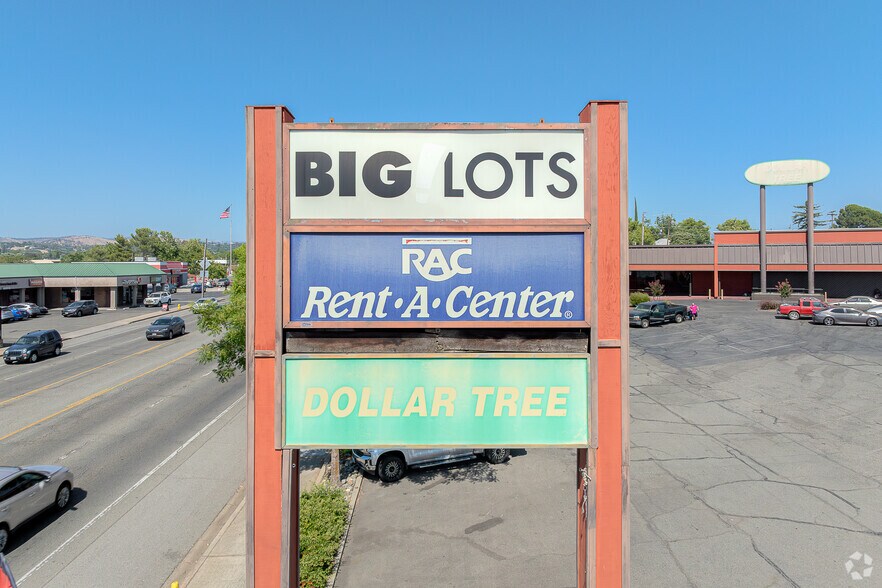 BIG LOTS
RAC
Rent·A·Center®
DOLLAR TREE